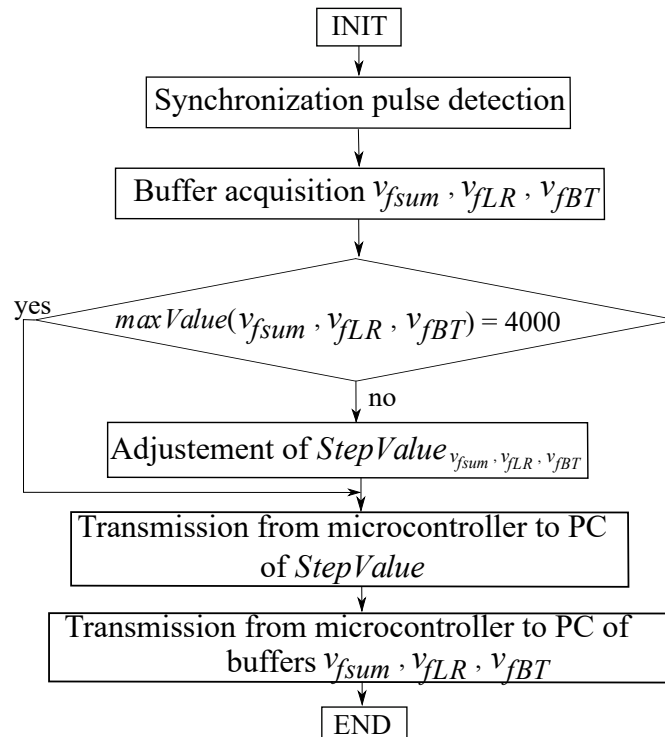 INIT
Synchronization pulse detection
Buffer acquisition v_fsum , v_fLR , v_fBT
yes
maxValue(v_fsum , v_fLR , v_fBT) = 4000
no
Adjustement of StepValue v_fsum , v_fLR , v_fBT
Transmission from microcontroller to PC
of StepValue
Transmission from microcontroller to PC of
buffers v_fsum , v_fLR , v_fBT
END